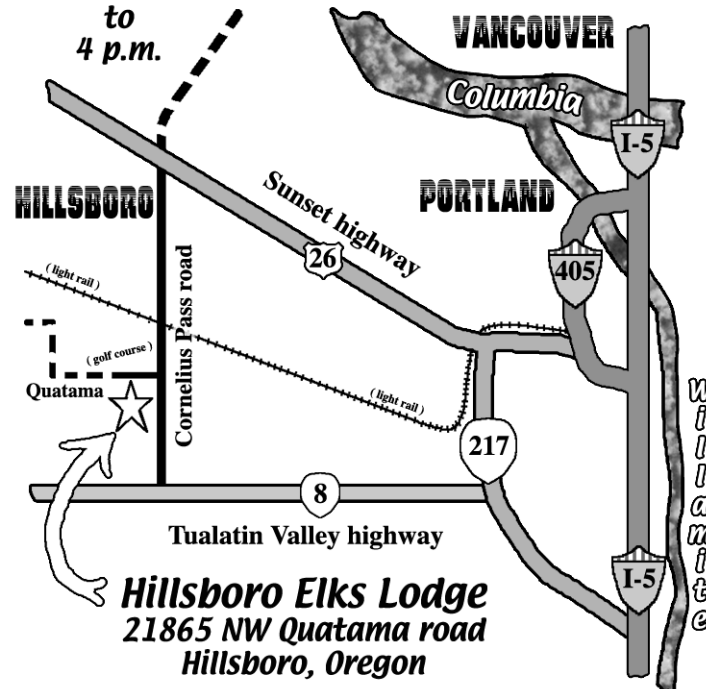 to
4 p.m.
VANCOUVER
Columbia
I-5
HILLSBORO
PORTLAND
Sunset highway
26
405
( light rail )
Cornelius Pass road
( golf course )
Quatama
( light rail )
217
Willamite
8
Tualatin Valley highway
I-5
Hillsboro Elks Lodge
21865 NW Quatama road
Hillsboro, Oregon